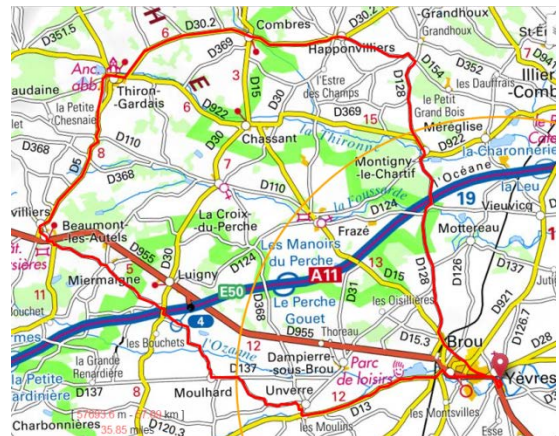 H
D351.5
6
D30.2
Combres
D30.2
Grandhoux
Grandhoux
St-Éi
D941
Anc.
abb.
D369
Happonvilliers
D128
D154
D352
les Dauffrais
Illier
Comb
Thiron-
Gardais
la Petite
Chesnaie
E
3
D15
D30
l'Estre
des Champs
D369
le Petit
Grand Bois
6
D922
6
Chassant
15
Méréglise
D922
D5
8
D110
D368
D368
D30
7
la Thironne
Montigny-
le-Chartif
la Charonnerie
la Leu
l'Océane
D110
la Foussarde
D124
19
Vieuvicq
villiers
Beaumont-
les-Autels
La Croix-
du-Perche
Frazé
Mottereau
D955
5
Miermaigne
11
D30
D124
Luigny
Les Manoirs
du Perche
A11
E50
13
D15
D31
D128
D126
D137
D368
Le Perche
Gouet
les Oisillières
D921
D126.7
4
les Bouchets
D955
Thoreau
D15.3
Brou
l'Ozanne
12
la Grande
Renardière
D137
Dampierre-
sous-Brou
Parc
de loisirs
Yèvres
la Petite
ardinière
D137
8
Moulhard
Unverre
12
D13
les Moulins
les Montsvilles
Esse
Charbonnières
D120.3
35.85 miles